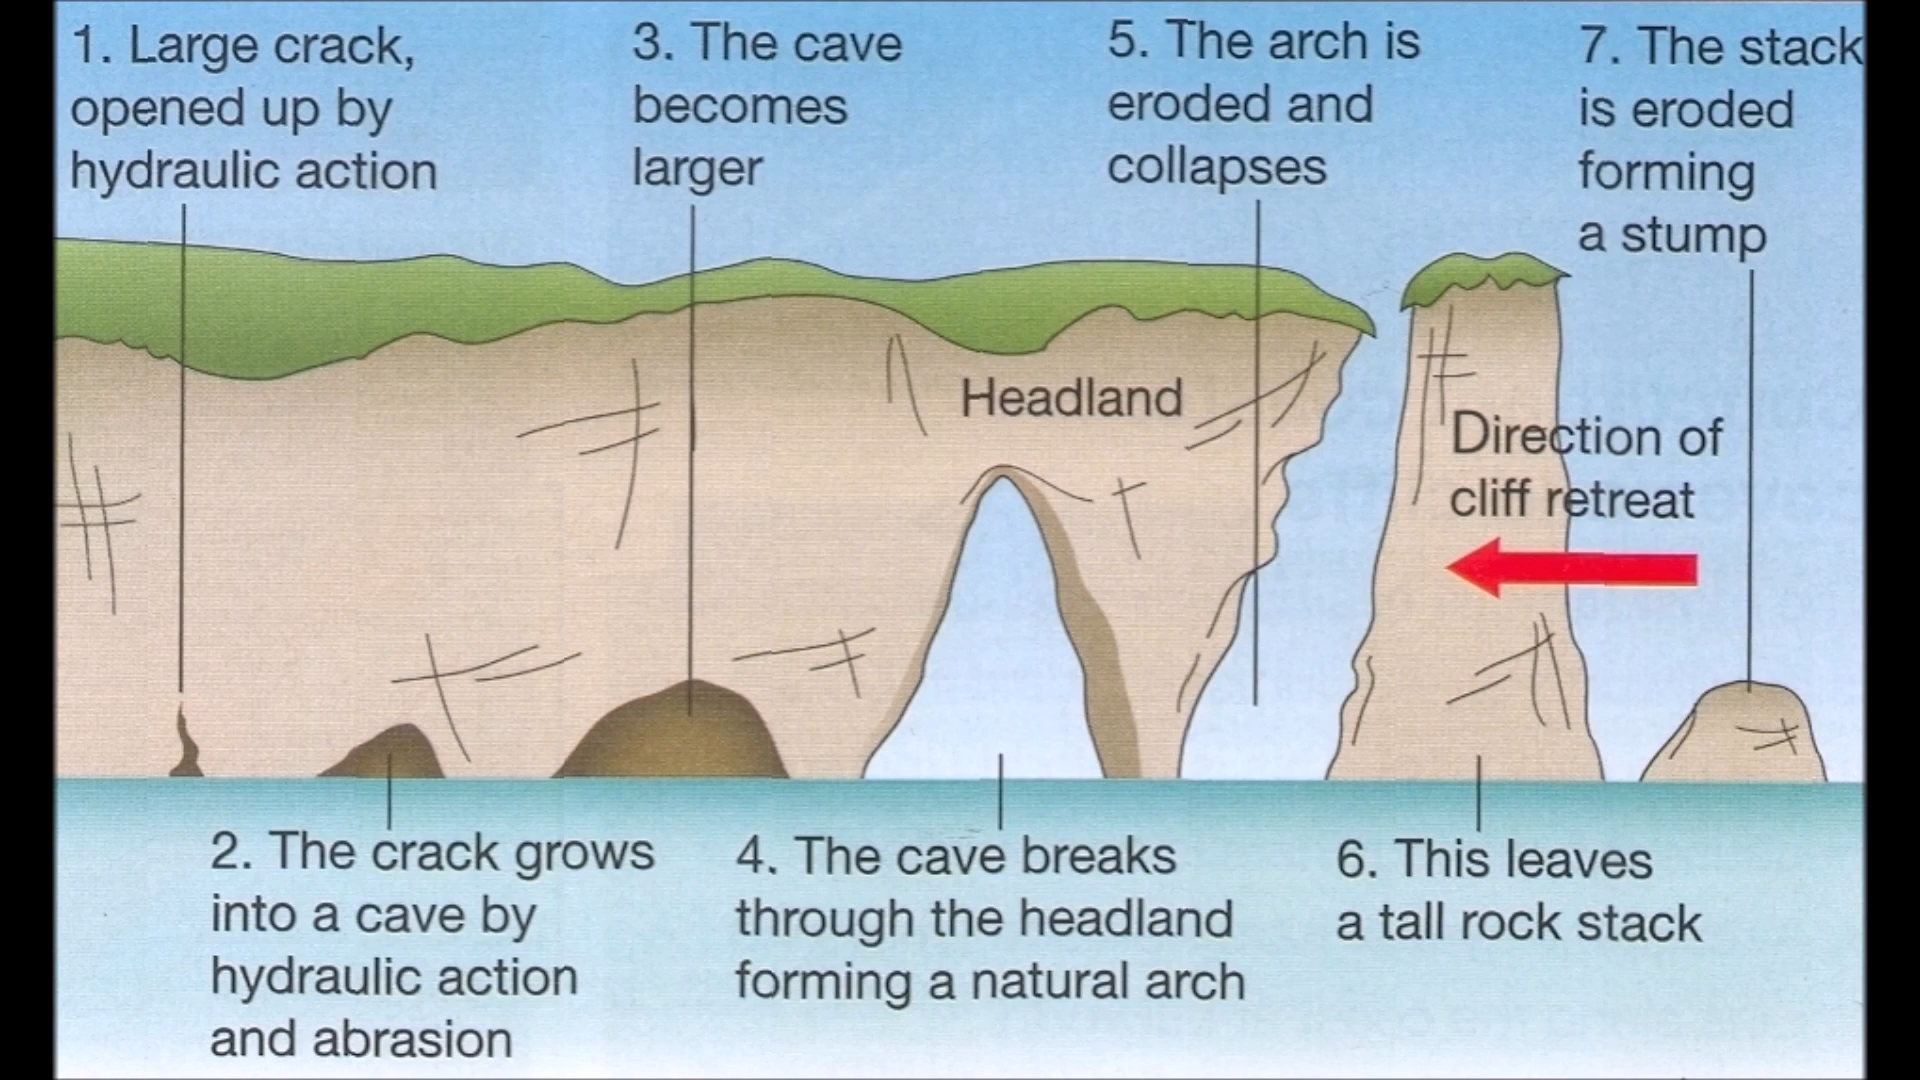 1. Large crack,
opened up by
hydraulic action
3. The cave
becomes
larger
5. The arch is
eroded and
collapses
7. The stack
is eroded
forming
a stump
Headland
Direction of
cliff retreat
2. The crack grows
into a cave by
hydraulic action
and abrasion
4. The cave breaks
through the headland
forming a natural arch
6. This leaves
a tall rock stack